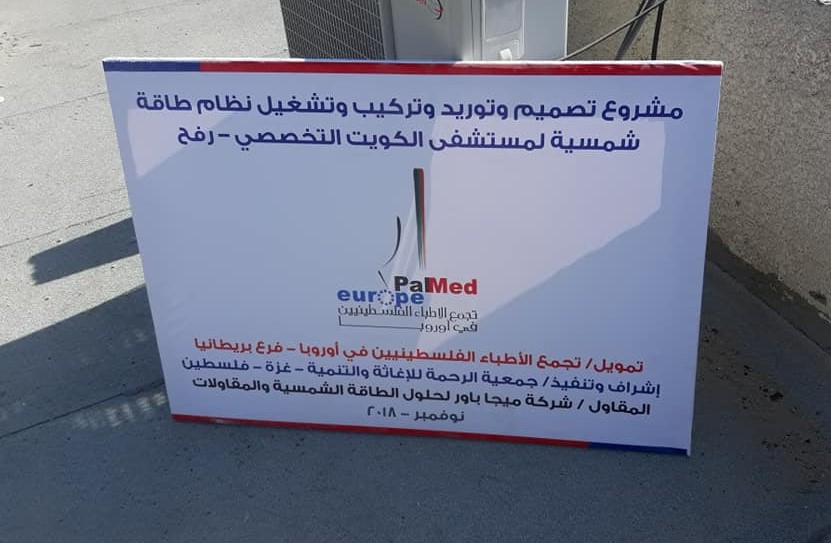 مشروع تصميم وتوريد وتركيب وتشغيل نظام طاقة
شمسية لمستشفى الكويت التخصصي - رفح
PalMed
europe
تجمع الاطباء الفلسطينيين
في أوروبا
تمويل/ تجمع الأطباء الفلسطينيين في أوروبا - فرع بريطانيا
إشراف وتنفيذ/ جمعية الرحمة للإغاثة والتنمية - غزة - فلسطين
المقاول / شركة ميجا باور لحلول الطاقة الشمسية والمقاولات
نوفمبر - ٢٠١٨